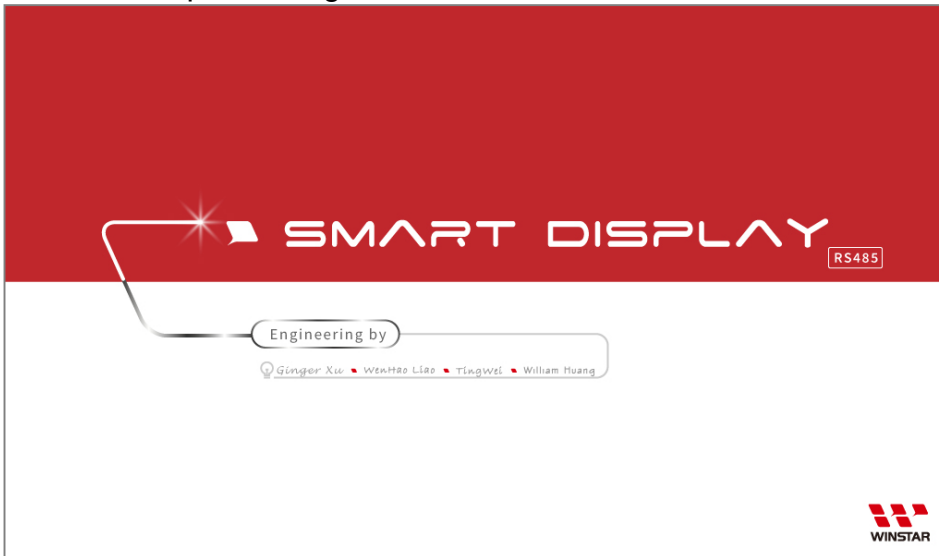 SMART DISPLAY
RS485
Engineering by
Ginger Xu ▪ WenHao Liao ▪ TingWei ▪ William Huang
WINSTAR